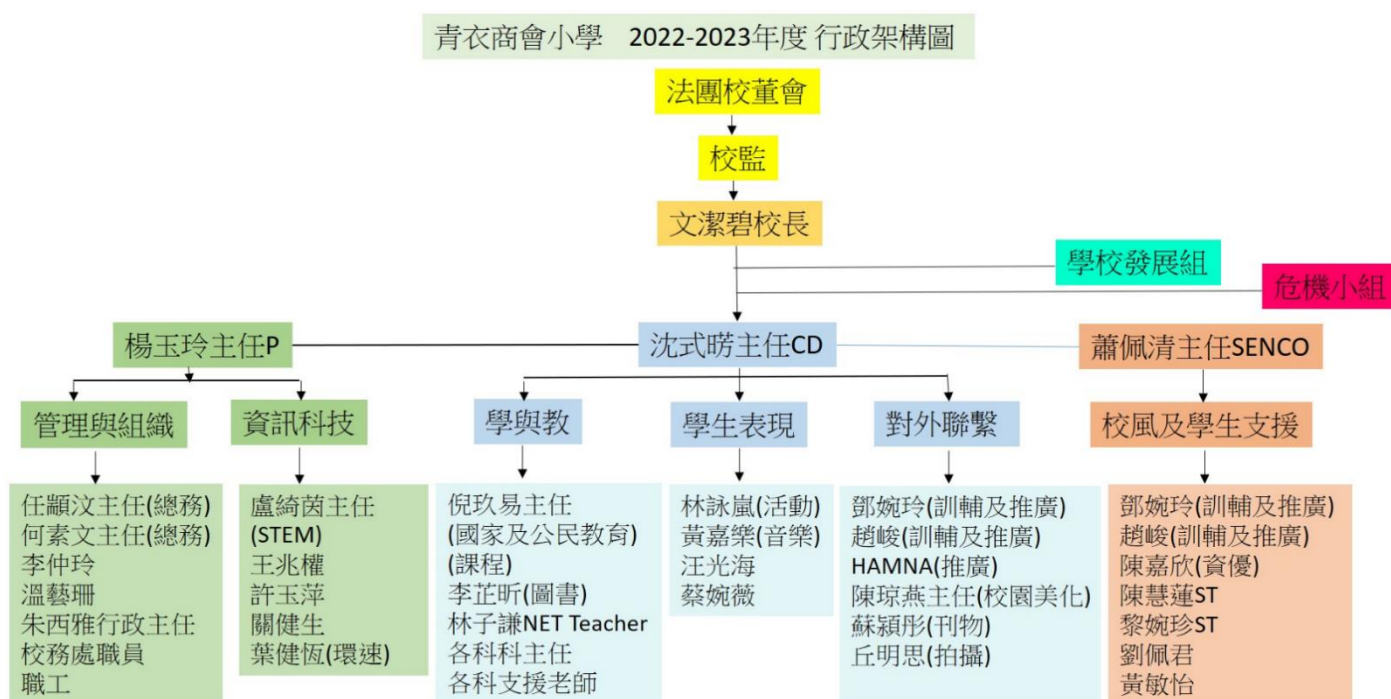 青衣商會小學 2022-2023年度 行政架構圖
法團校董會
校監
文潔碧校長
學校發展組
危機小組
楊玉玲主任P
沈式昮主任CD
蕭佩清主任SENCO
管理與組織
資訊科技
學與教
學生表現
對外聯繫
校風及學生支援
任顓汶主任(總務)
何素文主任(總務)
李仲玲
溫藝珊
朱西雅行政主任
校務處職員
職工
盧綺茵主任
(STEM)
王兆權
許玉萍
關健生
葉健恆(環速)
倪玖易主任
(國家及公民教育)
(課程)
李芷昕(圖書)
林子謙NET Teacher
各科科主任
各科支援老師
林詠嵐(活動)
黃嘉樂(音樂)
汪光海
蔡婉薇
鄧婉玲(訓輔及推廣)
趙峻(訓輔及推廣)
HAMNA(推廣)
陳琼燕主任(校園美化)
蘇潁彤(刊物)
丘明思(拍攝)
鄧婉玲(訓輔及推廣)
趙峻(訓輔及推廣)
陳嘉欣(資優)
陳慧蓮ST
黎婉珍ST
劉佩君
黃敏怡